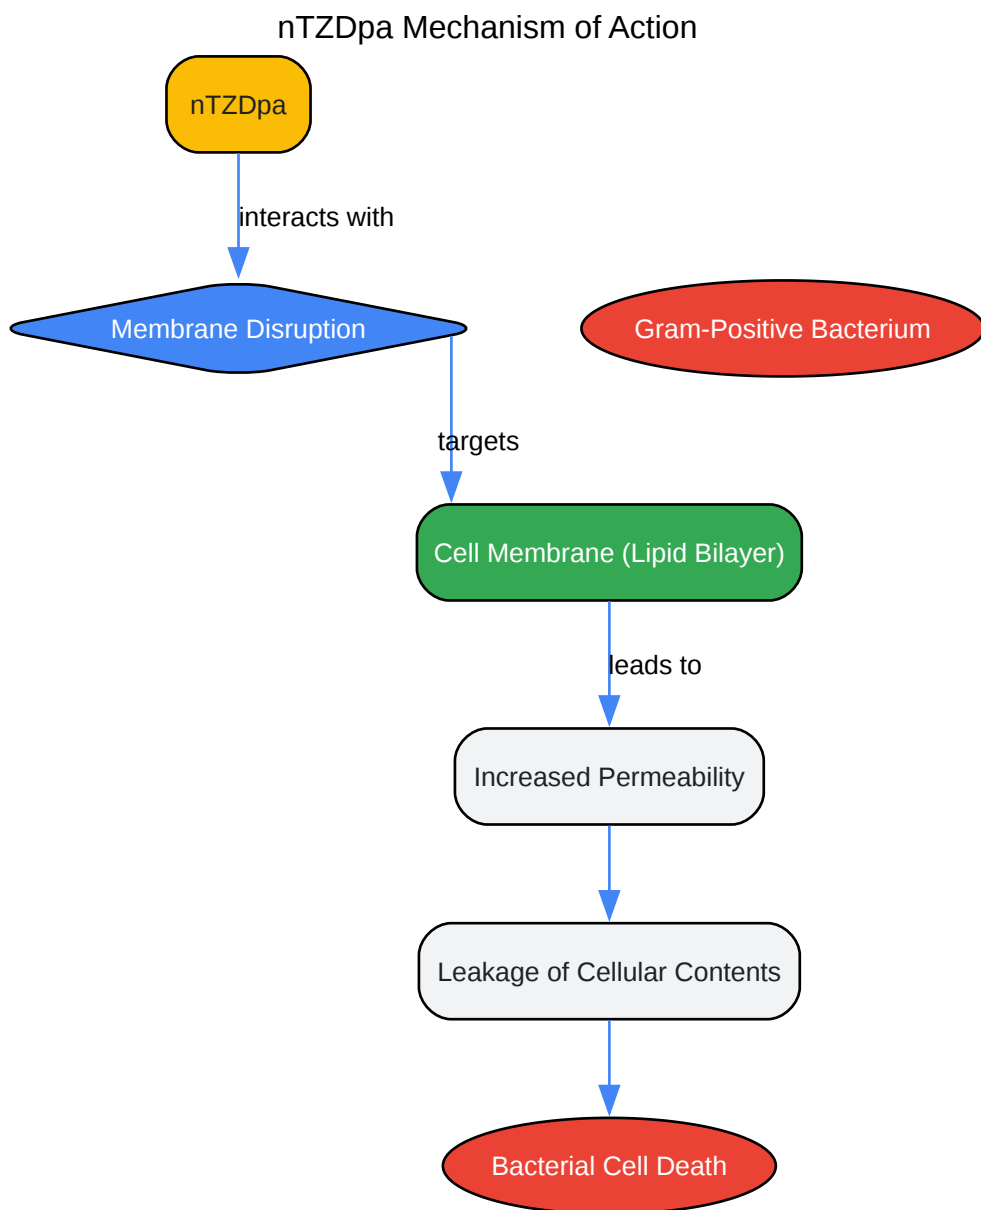 nTZDpa Mechanism of Action
nTZDpa
interacts with
Membrane Disruption
Gram-Positive Bacterium
targets
Cell Membrane (Lipid Bilayer)
leads to
Increased Permeability
Leakage of Cellular Contents
Bacterial Cell Death